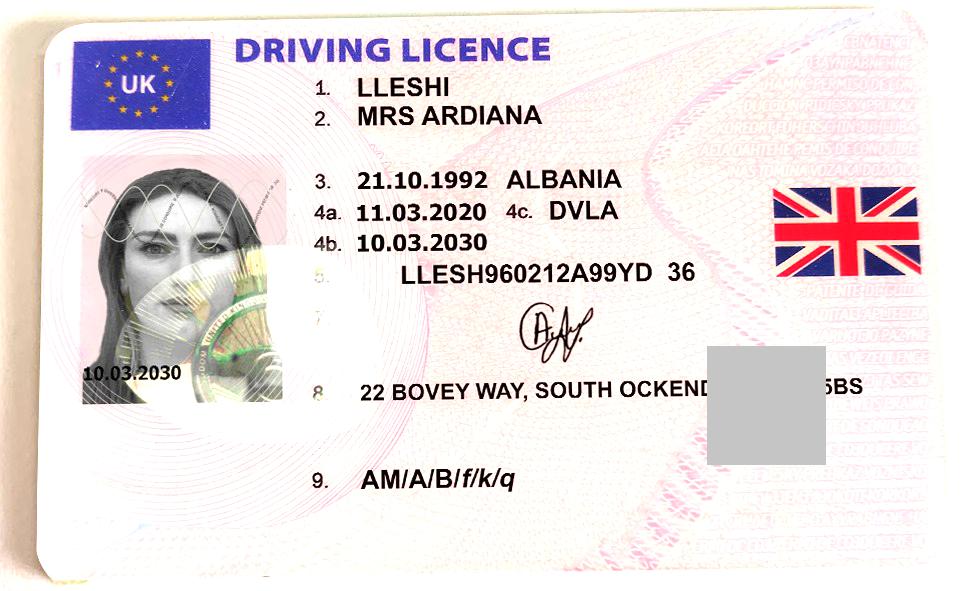 UK
DRIVING LICENCE
1. LLESHI
2. MRS ARDIANA
3. 21.10.1992 ALBANIA
4a. 11.03.2020 4c. DVLA
4b. 10.03.2030
5. LLESH960212A99YD 36
7
10.03.2030
8 22 BOVEY WAY, SOUTH OCKEND 5BS
9. AM/A/B/f/k/q